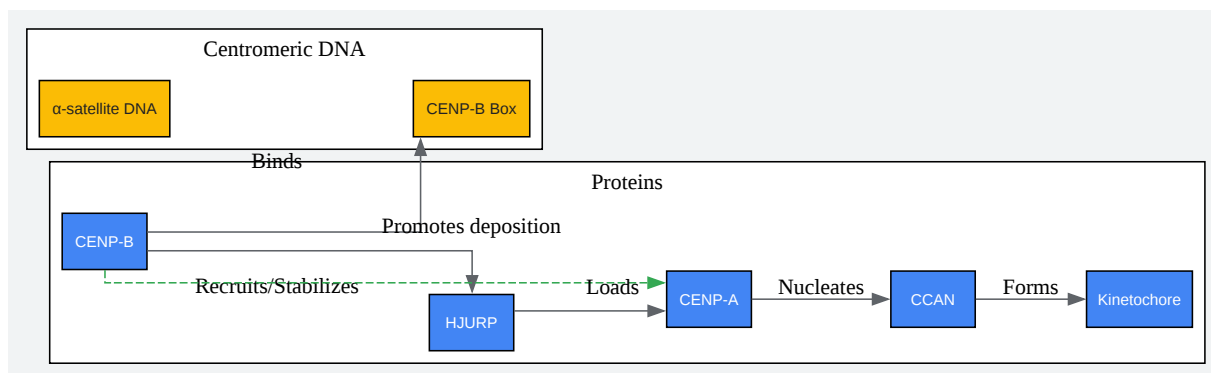 Centromeric DNA
α-satellite DNA
CENP-B Box
Binds
Proteins
CENP-B
Promotes deposition
Recruits/Stabilizes
Loads
CENP-A
Nucleates
CCAN
Forms
Kinetochore
HJURP